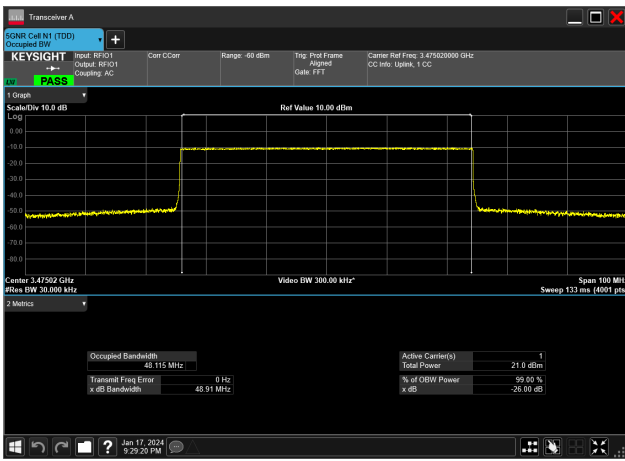 Transceiver A
5GNR Cell N1 (TDD)
Occupied BW
KEYSIGHT
LXI
PASS
Input: RFIO1
Output: RFIO1
Coupling: AC
Corr CCorr
Range: -60 dBm
Trig: Prot Frame
Aligned
Gate: FFT
Carrier Ref Freq: 3.475020000 GHz
CC Info: Uplink, 1 CC
1 Graph
Scale/Div 10.0 dB
Ref Value 10.00 dBm
Log
0.00
-10.0
-20.0
-30.0
-40.0
-50.0
-60.0
-70.0
-80.0
Center 3.47502 GHz
Video BW 300.00 kHz*
Span 100 MH
#Res BW 30.000 kHz
Sweep 133 ms (4001 pts
2 Metrics
Occupied Bandwidth
48.115 MHz
Transmit Freq Error 0 Hz
x dB Bandwidth 48.91 MHz
Active Carrier(s) 1
Total Power 21.0 dBm
% of OBW Power 99.00 %
x dB -26.00 dB
?
Jan 17, 2024
9:29:20 PM